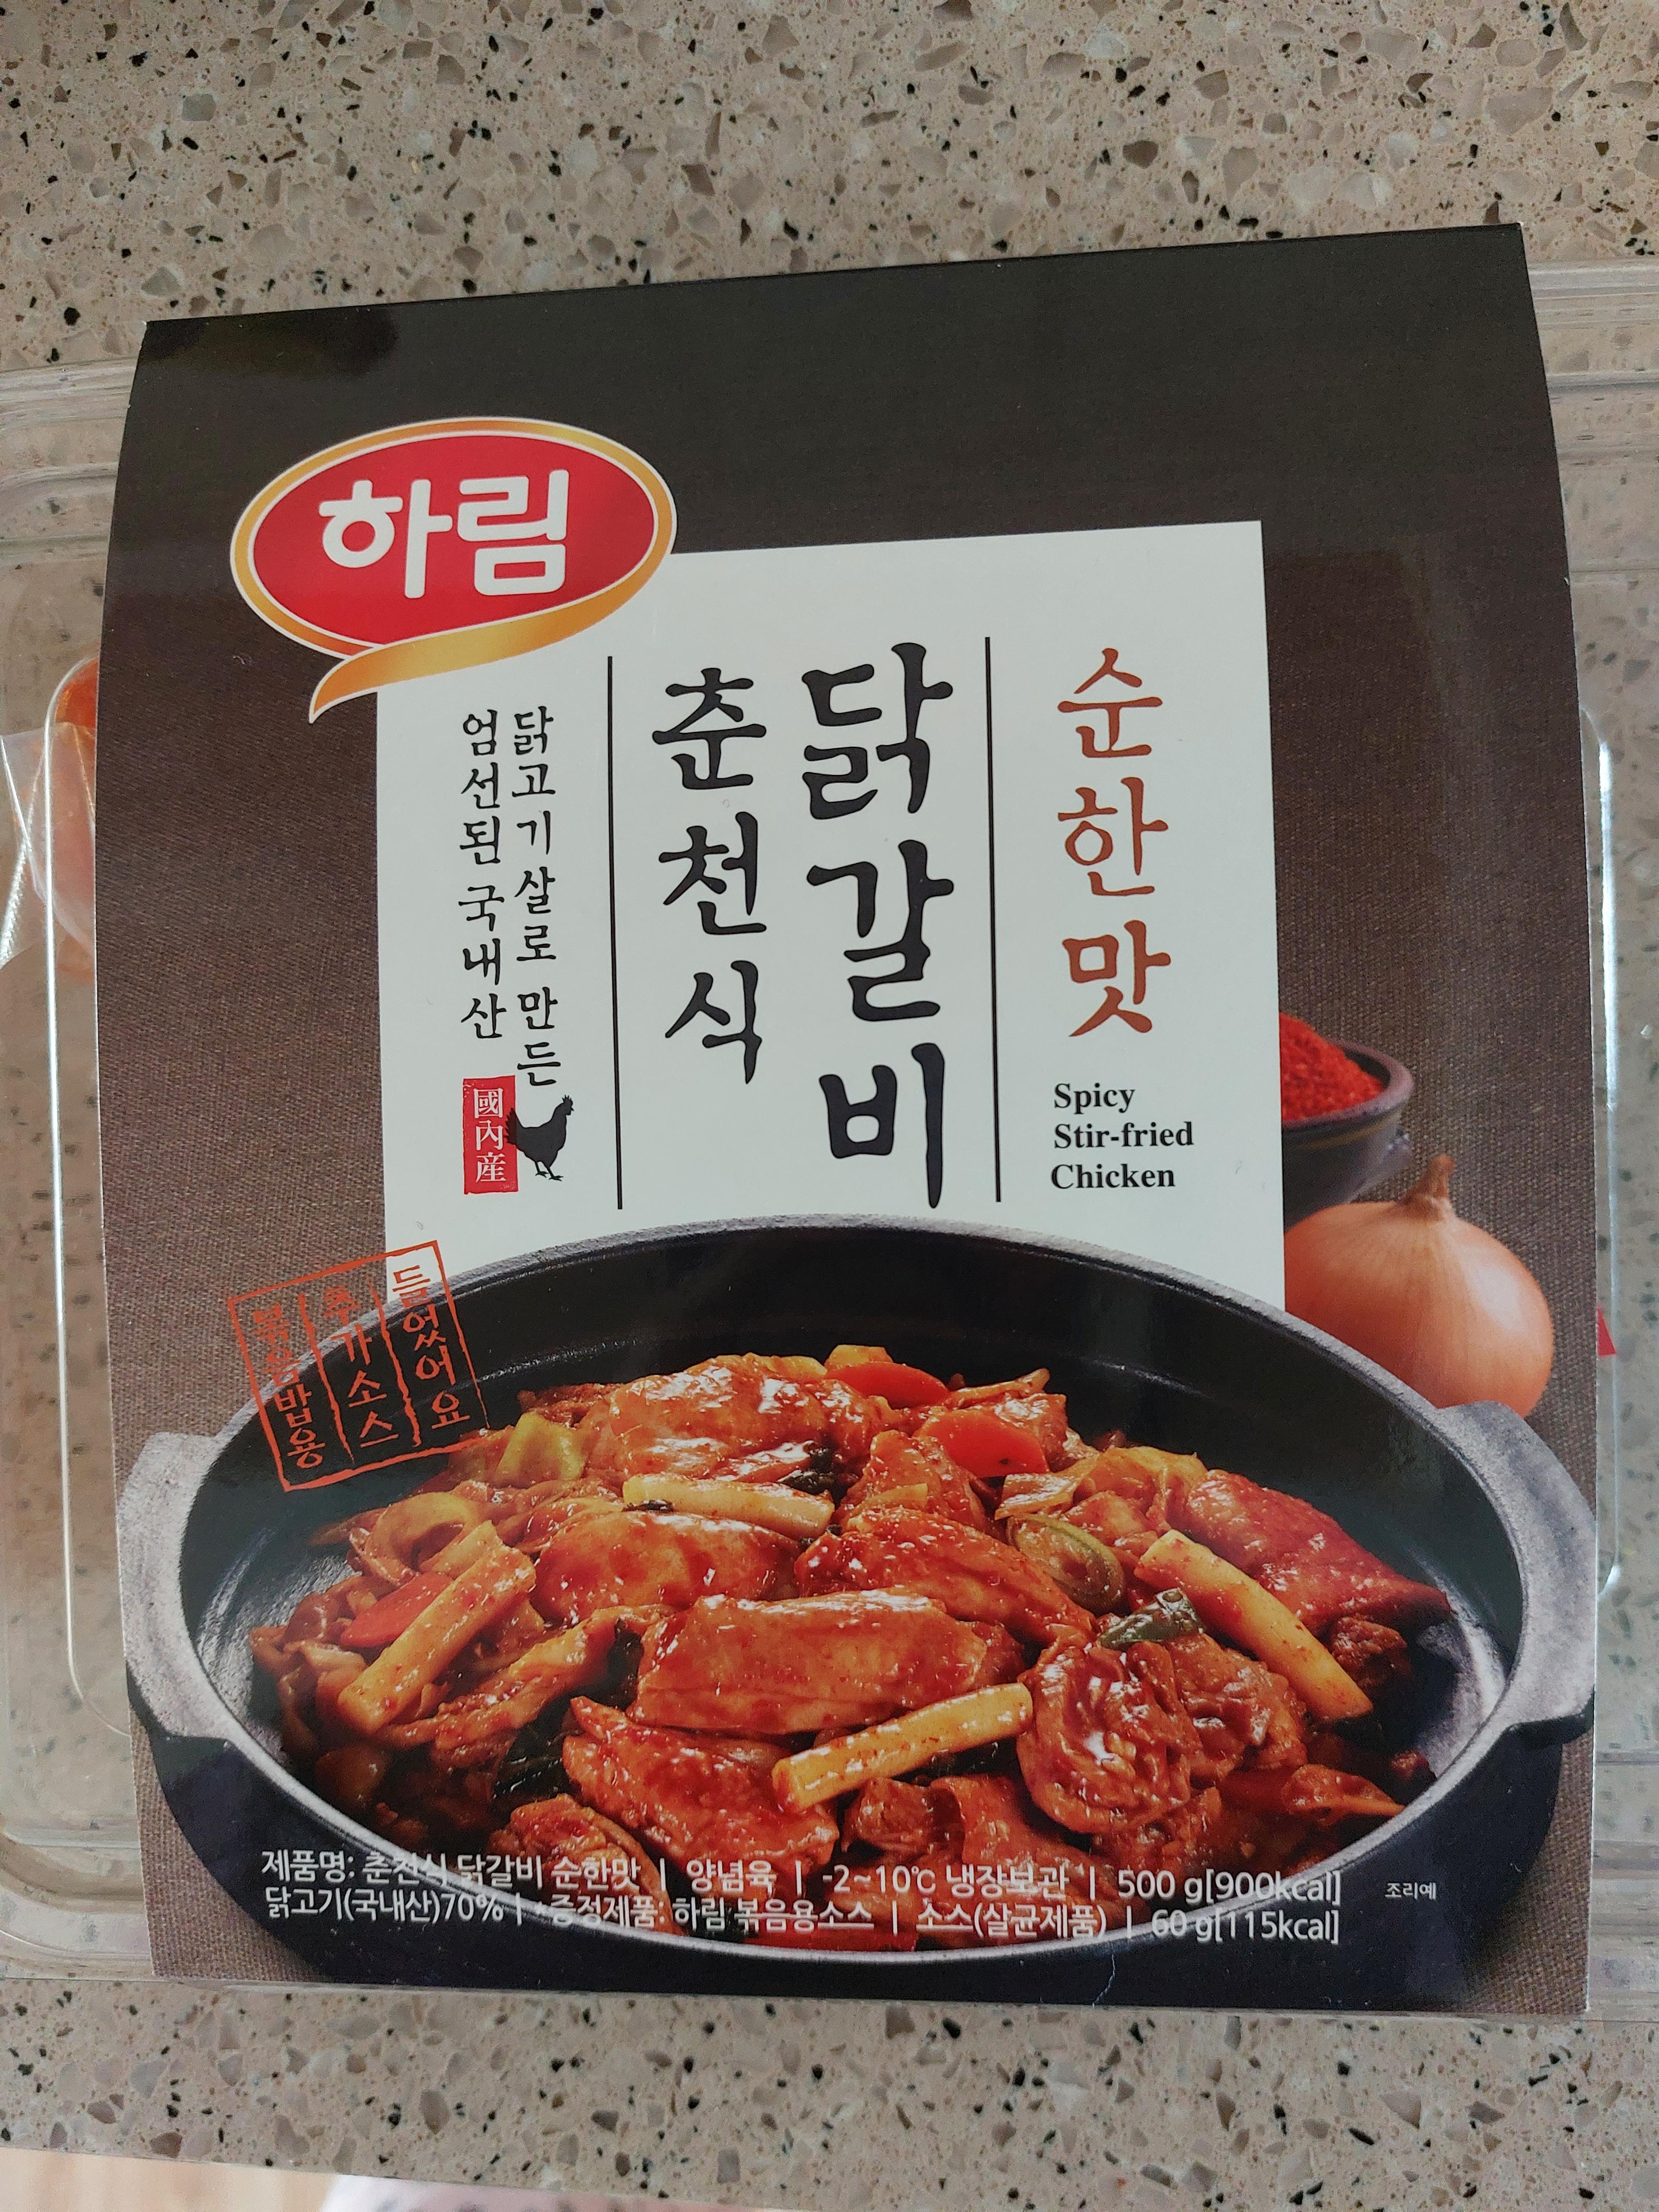 하림
엄선된 국내산
닭고기살로 만든
國內産
춘천식
닭갈비
순한맛
Spicy
Stir-fried
Chicken
볶음밥용
추가소스
들었어요
제품명: 춘천식 닭갈비 순한맛 | 양념육 | -2~10℃ 냉장보관 | 500 g[900kcal]
닭고기(국내산)70% | *증정제품: 하림 볶음용소스 | 소스(살균제품) | 60 g[115kcal]
조리예